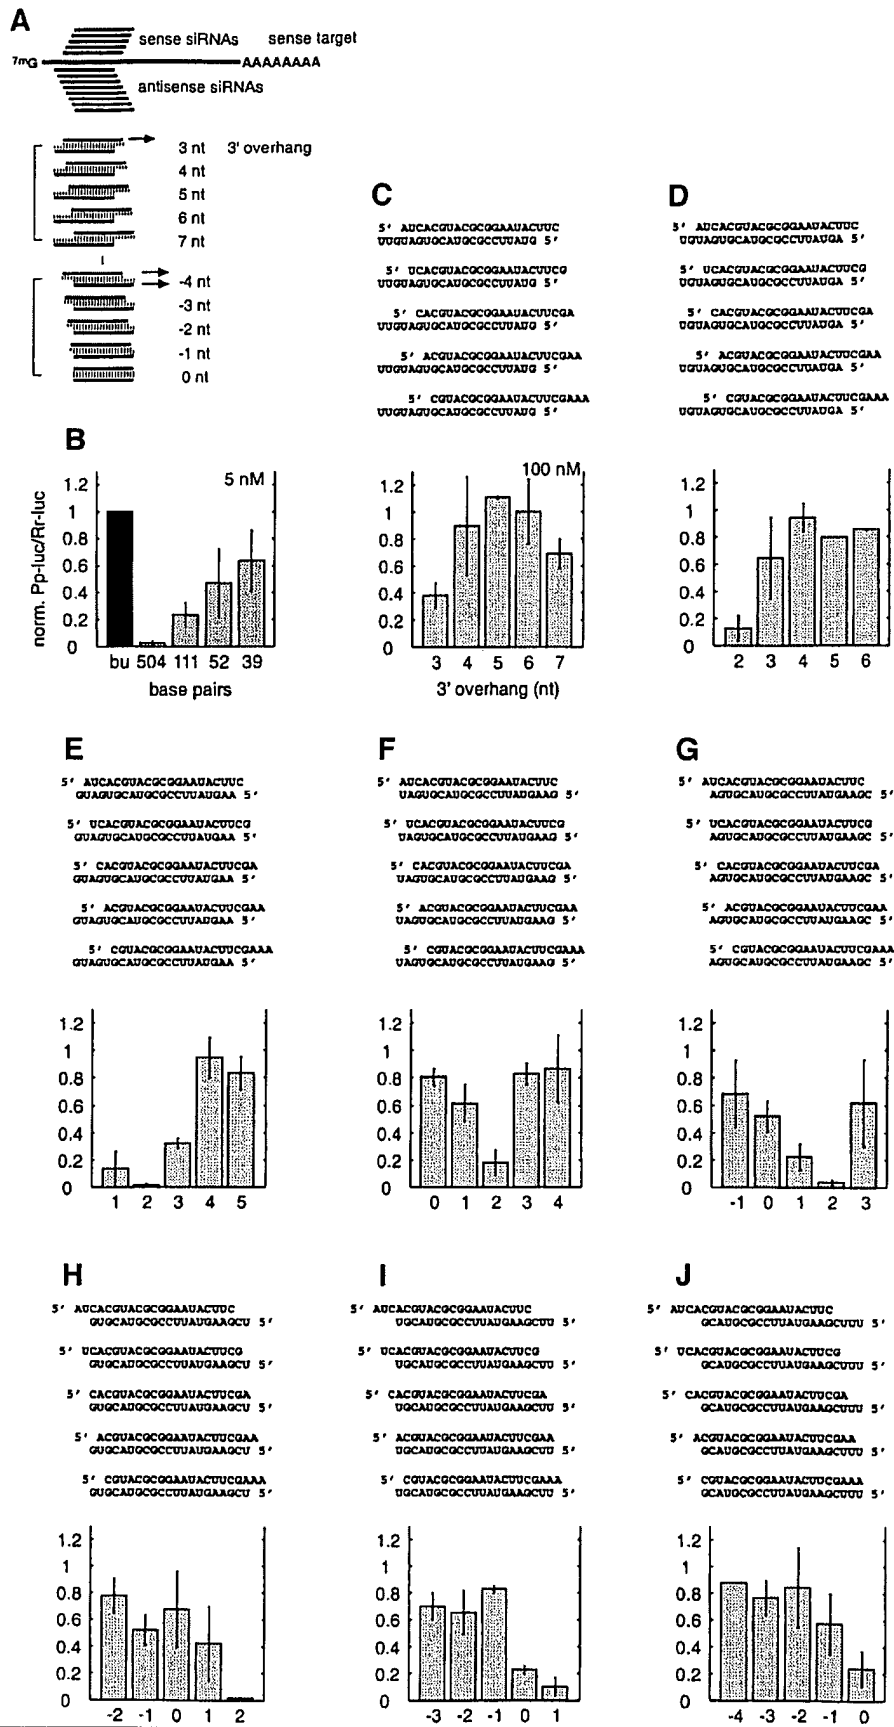 A
sense siRNAs
sense target
7mG
AAAAAAAA
antisense siRNAs
3 nt 3' overhang
4 nt
5 nt
6 nt
7 nt
-4 nt
-3 nt
-2 nt
-1 nt
0 nt
B
5 nM
norm. Pp-luc/Rr-luc
1.2
1
0.8
0.6
0.4
0.2
0
bu 504 111 52 39
base pairs
C
5' AUCACGUACGCGGAAUACUUC
UUGUAGUGCAUGCGCCUUAUG 5'
5' UCACGUACGCGGAAUACUUCG
UUGUAGUGCAUGCGCCUUAUG 5'
5' CACGUACGCGGAAUACUUCGA
UUGUAGUGCAUGCGCCUUAUG 5'
5' ACGUACGCGGAAUACUUCGAA
UUGUAGUGCAUGCGCCUUAUG 5'
5' CGUACGCGGAAUACUUCGAAA
UUGUAGUGCAUGCGCCUUAUG 5'
100 nM
1.2
1
0.8
0.6
0.4
0.2
0
3 4 5 6 7
3' overhang (nt)
D
5' AUCACGUACGCGGAAUACUUC
UGUAGUGCAUGCGCCUUAUGA 5'
5' UCACGUACGCGGAAUACUUCG
UGUAGUGCAUGCGCCUUAUGA 5'
5' CACGUACGCGGAAUACUUCGA
UGUAGUGCAUGCGCCUUAUGA 5'
5' ACGUACGCGGAAUACUUCGAA
UGUAGUGCAUGCGCCUUAUGA 5'
5' CGUACGCGGAAUACUUCGAAA
UGUAGUGCAUGCGCCUUAUGA 5'
1.2
1
0.8
0.6
0.4
0.2
0
2 3 4 5 6
E
5' AUCACGUACGCGGAAUACUUC
GUAGUGCAUGCGCCUUAUGAA 5'
5' UCACGUACGCGGAAUACUUCG
GUAGUGCAUGCGCCUUAUGAA 5'
5' CACGUACGCGGAAUACUUCGA
GUAGUGCAUGCGCCUUAUGAA 5'
5' ACGUACGCGGAAUACUUCGAA
GUAGUGCAUGCGCCUUAUGAA 5'
5' CGUACGCGGAAUACUUCGAAA
GUAGUGCAUGCGCCUUAUGAA 5'
1.2
1
0.8
0.6
0.4
0.2
0
1 2 3 4 5
F
5' AUCACGUACGCGGAAUACUUC
UAGUGCAUGCGCCUUAUGAAG 5'
5' UCACGUACGCGGAAUACUUCG
UAGUGCAUGCGCCUUAUGAAG 5'
5' CACGUACGCGGAAUACUUCGA
UAGUGCAUGCGCCUUAUGAAG 5'
5' ACGUACGCGGAAUACUUCGAA
UAGUGCAUGCGCCUUAUGAAG 5'
5' CGUACGCGGAAUACUUCGAAA
UAGUGCAUGCGCCUUAUGAAG 5'
1.2
1
0.8
0.6
0.4
0.2
0
0 1 2 3 4
G
5' AUCACGUACGCGGAAUACUUC
AGUGCAUGCGCCUUAUGAAGC 5'
5' UCACGUACGCGGAAUACUUCG
AGUGCAUGCGCCUUAUGAAGC 5'
5' CACGUACGCGGAAUACUUCGA
AGUGCAUGCGCCUUAUGAAGC 5'
5' ACGUACGCGGAAUACUUCGAA
AGUGCAUGCGCCUUAUGAAGC 5'
5' CGUACGCGGAAUACUUCGAAA
AGUGCAUGCGCCUUAUGAAGC 5'
1.2
1
0.8
0.6
0.4
0.2
0
-1 0 1 2 3
H
5' AUCACGUACGCGGAAUACUUC
GUGCAUGCGCCUUAUGAAGCU 5'
5' UCACGUACGCGGAAUACUUCG
GUGCAUGCGCCUUAUGAAGCU 5'
5' CACGUACGCGGAAUACUUCGA
GUGCAUGCGCCUUAUGAAGCU 5'
5' ACGUACGCGGAAUACUUCGAA
GUGCAUGCGCCUUAUGAAGCU 5'
5' CGUACGCGGAAUACUUCGAAA
GUGCAUGCGCCUUAUGAAGCU 5'
1.2
1
0.8
0.6
0.4
0.2
0
-2 -1 0 1 2
I
5' AUCACGUACGCGGAAUACUUC
UGCAUGCGCCUUAUGAAGCUU 5'
5' UCACGUACGCGGAAUACUUCG
UGCAUGCGCCUUAUGAAGCUU 5'
5' CACGUACGCGGAAUACUUCGA
UGCAUGCGCCUUAUGAAGCUU 5'
5' ACGUACGCGGAAUACUUCGAA
UGCAUGCGCCUUAUGAAGCUU 5'
5' CGUACGCGGAAUACUUCGAAA
UGCAUGCGCCUUAUGAAGCUU 5'
1.2
1
0.8
0.6
0.4
0.2
0
-3 -2 -1 0 1
J
5' AUCACGUACGCGGAAUACUUC
GCAUGCGCCUUAUGAAGCUUU 5'
5' UCACGUACGCGGAAUACUUCG
GCAUGCGCCUUAUGAAGCUUU 5'
5' CACGUACGCGGAAUACUUCGA
GCAUGCGCCUUAUGAAGCUUU 5'
5' ACGUACGCGGAAUACUUCGAA
GCAUGCGCCUUAUGAAGCUUU 5'
5' CGUACGCGGAAUACUUCGAAA
GCAUGCGCCUUAUGAAGCUUU 5'
1.2
1
0.8
0.6
0.4
0.2
0
-4 -3 -2 -1 0